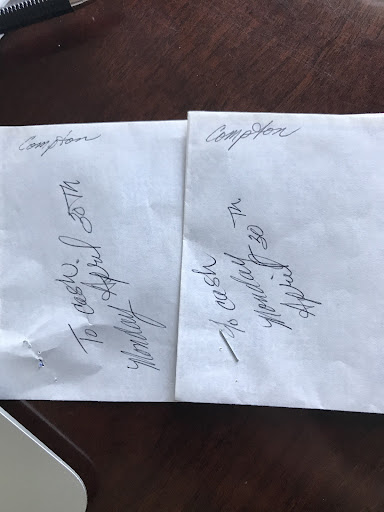 Compton
To cash.
April 30TH
Monday
Compton
To cash
Monday
April 30TH